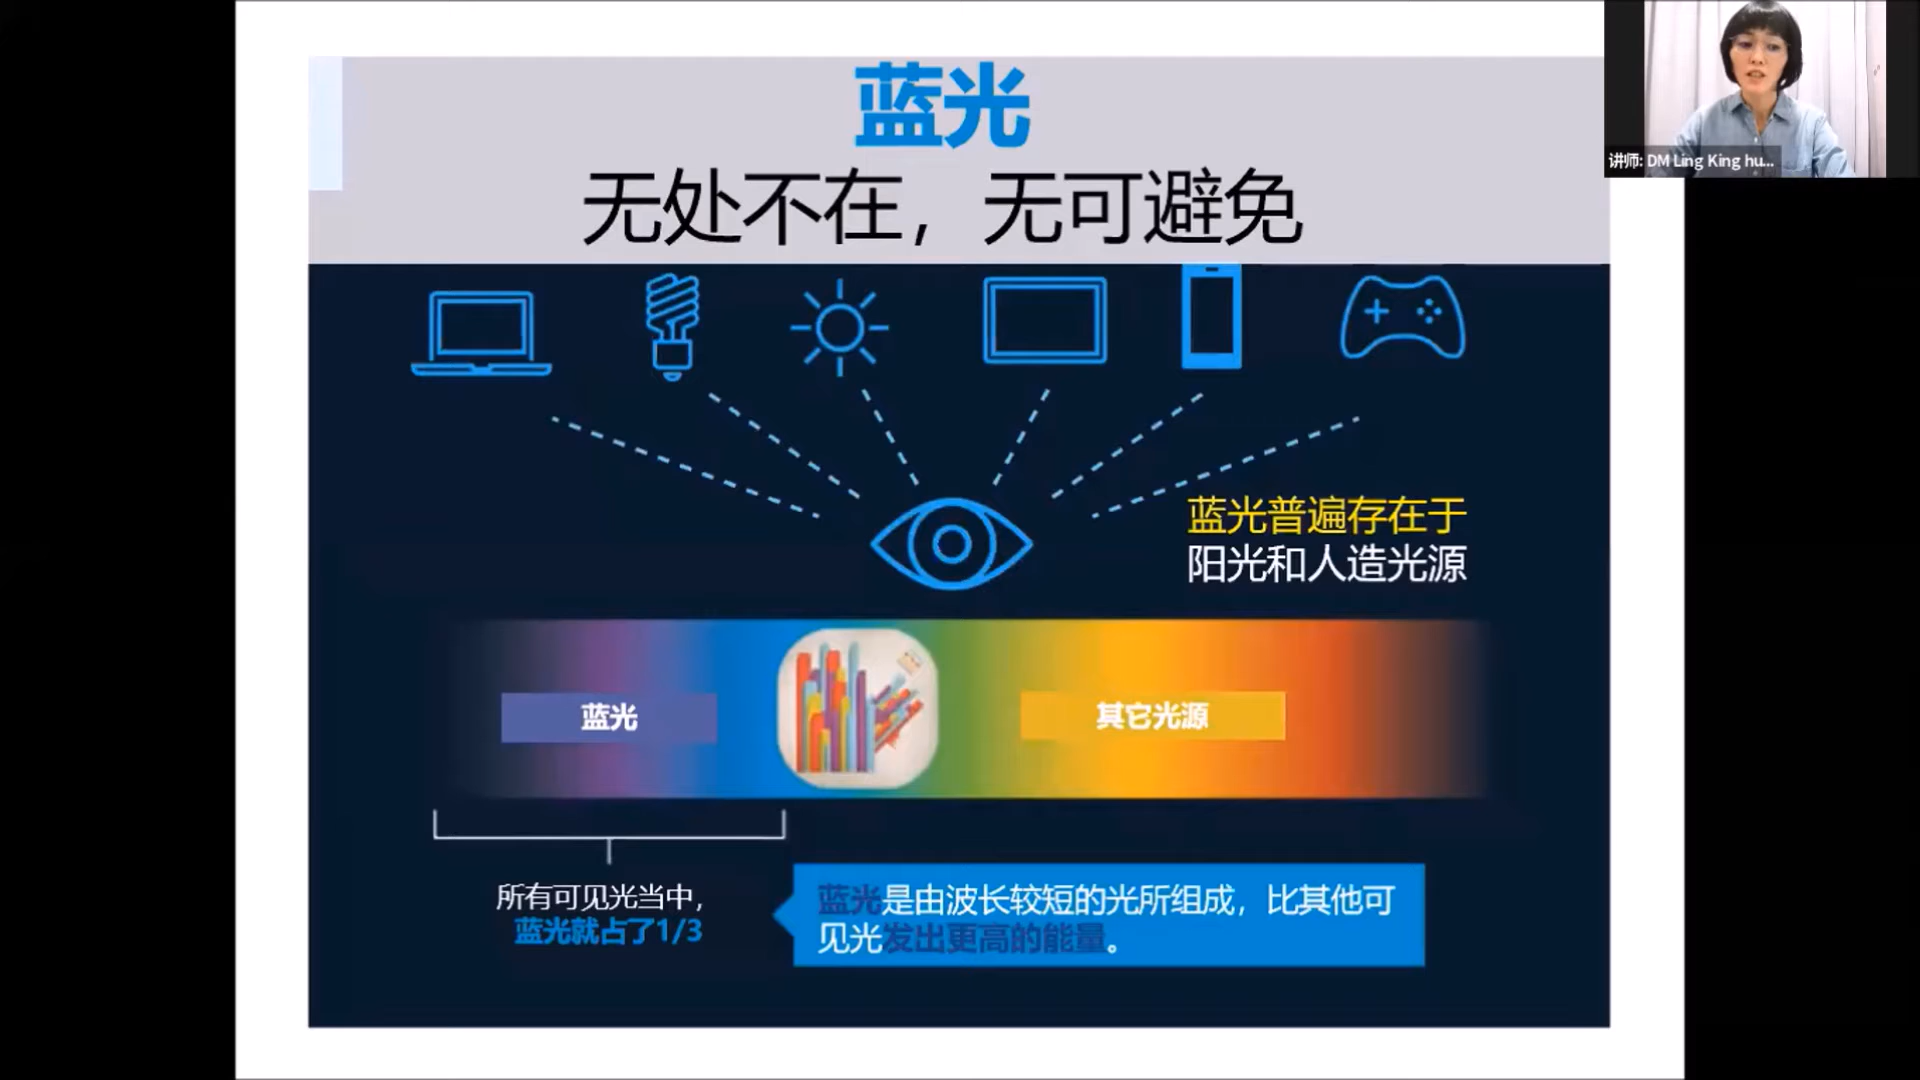 蓝光
无处不在，无可避免
讲师: DM Ling King hu...
蓝光普遍存在于
阳光和人造光源
蓝光
其它光源
所有可见光当中，
蓝光就占了1/3
蓝光是由波长较短的光所组成，比其他可
见光发出更高的能量。